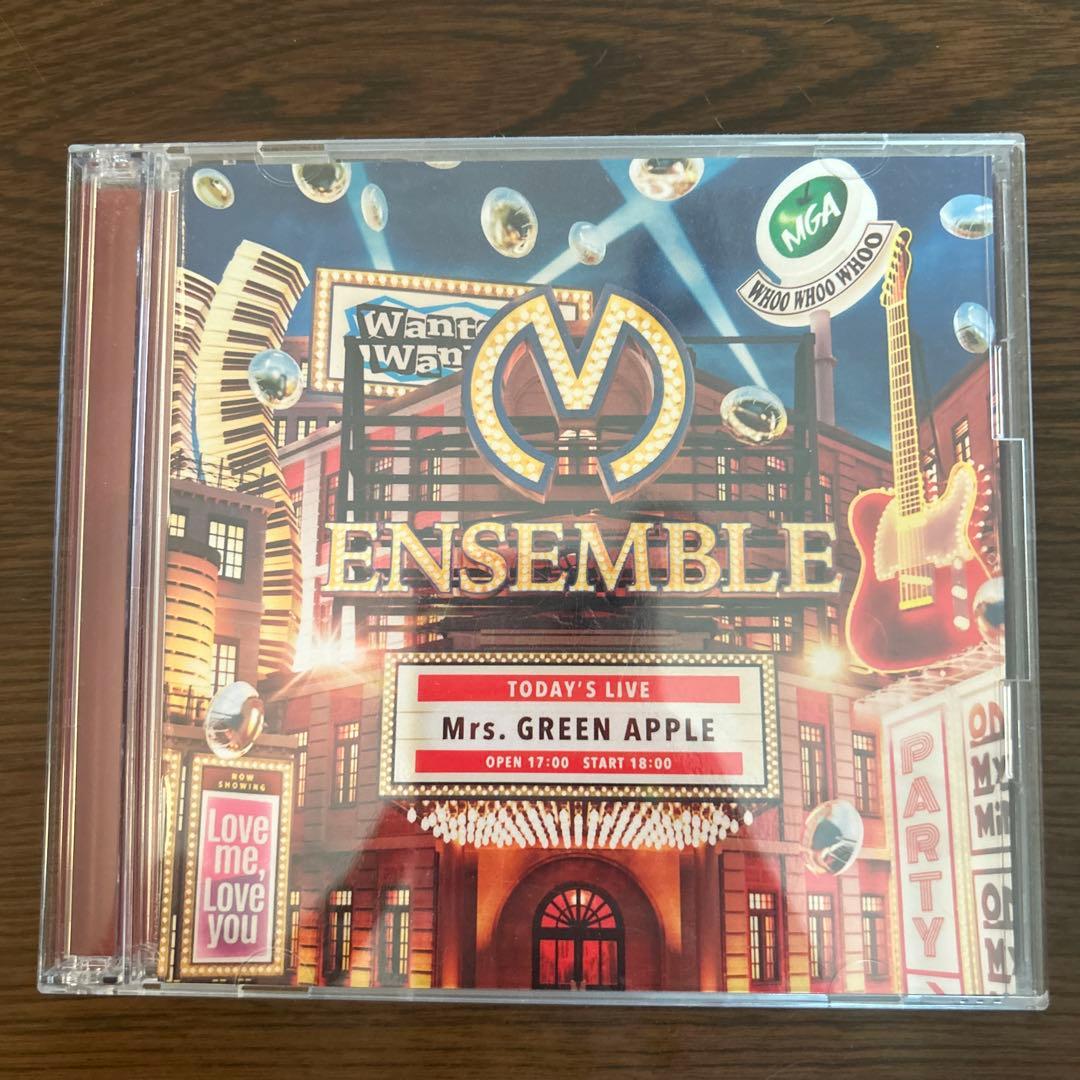 MGA
WHOO WHOO WHOO
M
ENSEMBLE
TODAY'S LIVE
Mrs. GREEN APPLE
OPEN 17:00 START 18:00
NOW
SHOWING
Love
me,
Love
you
PARTY